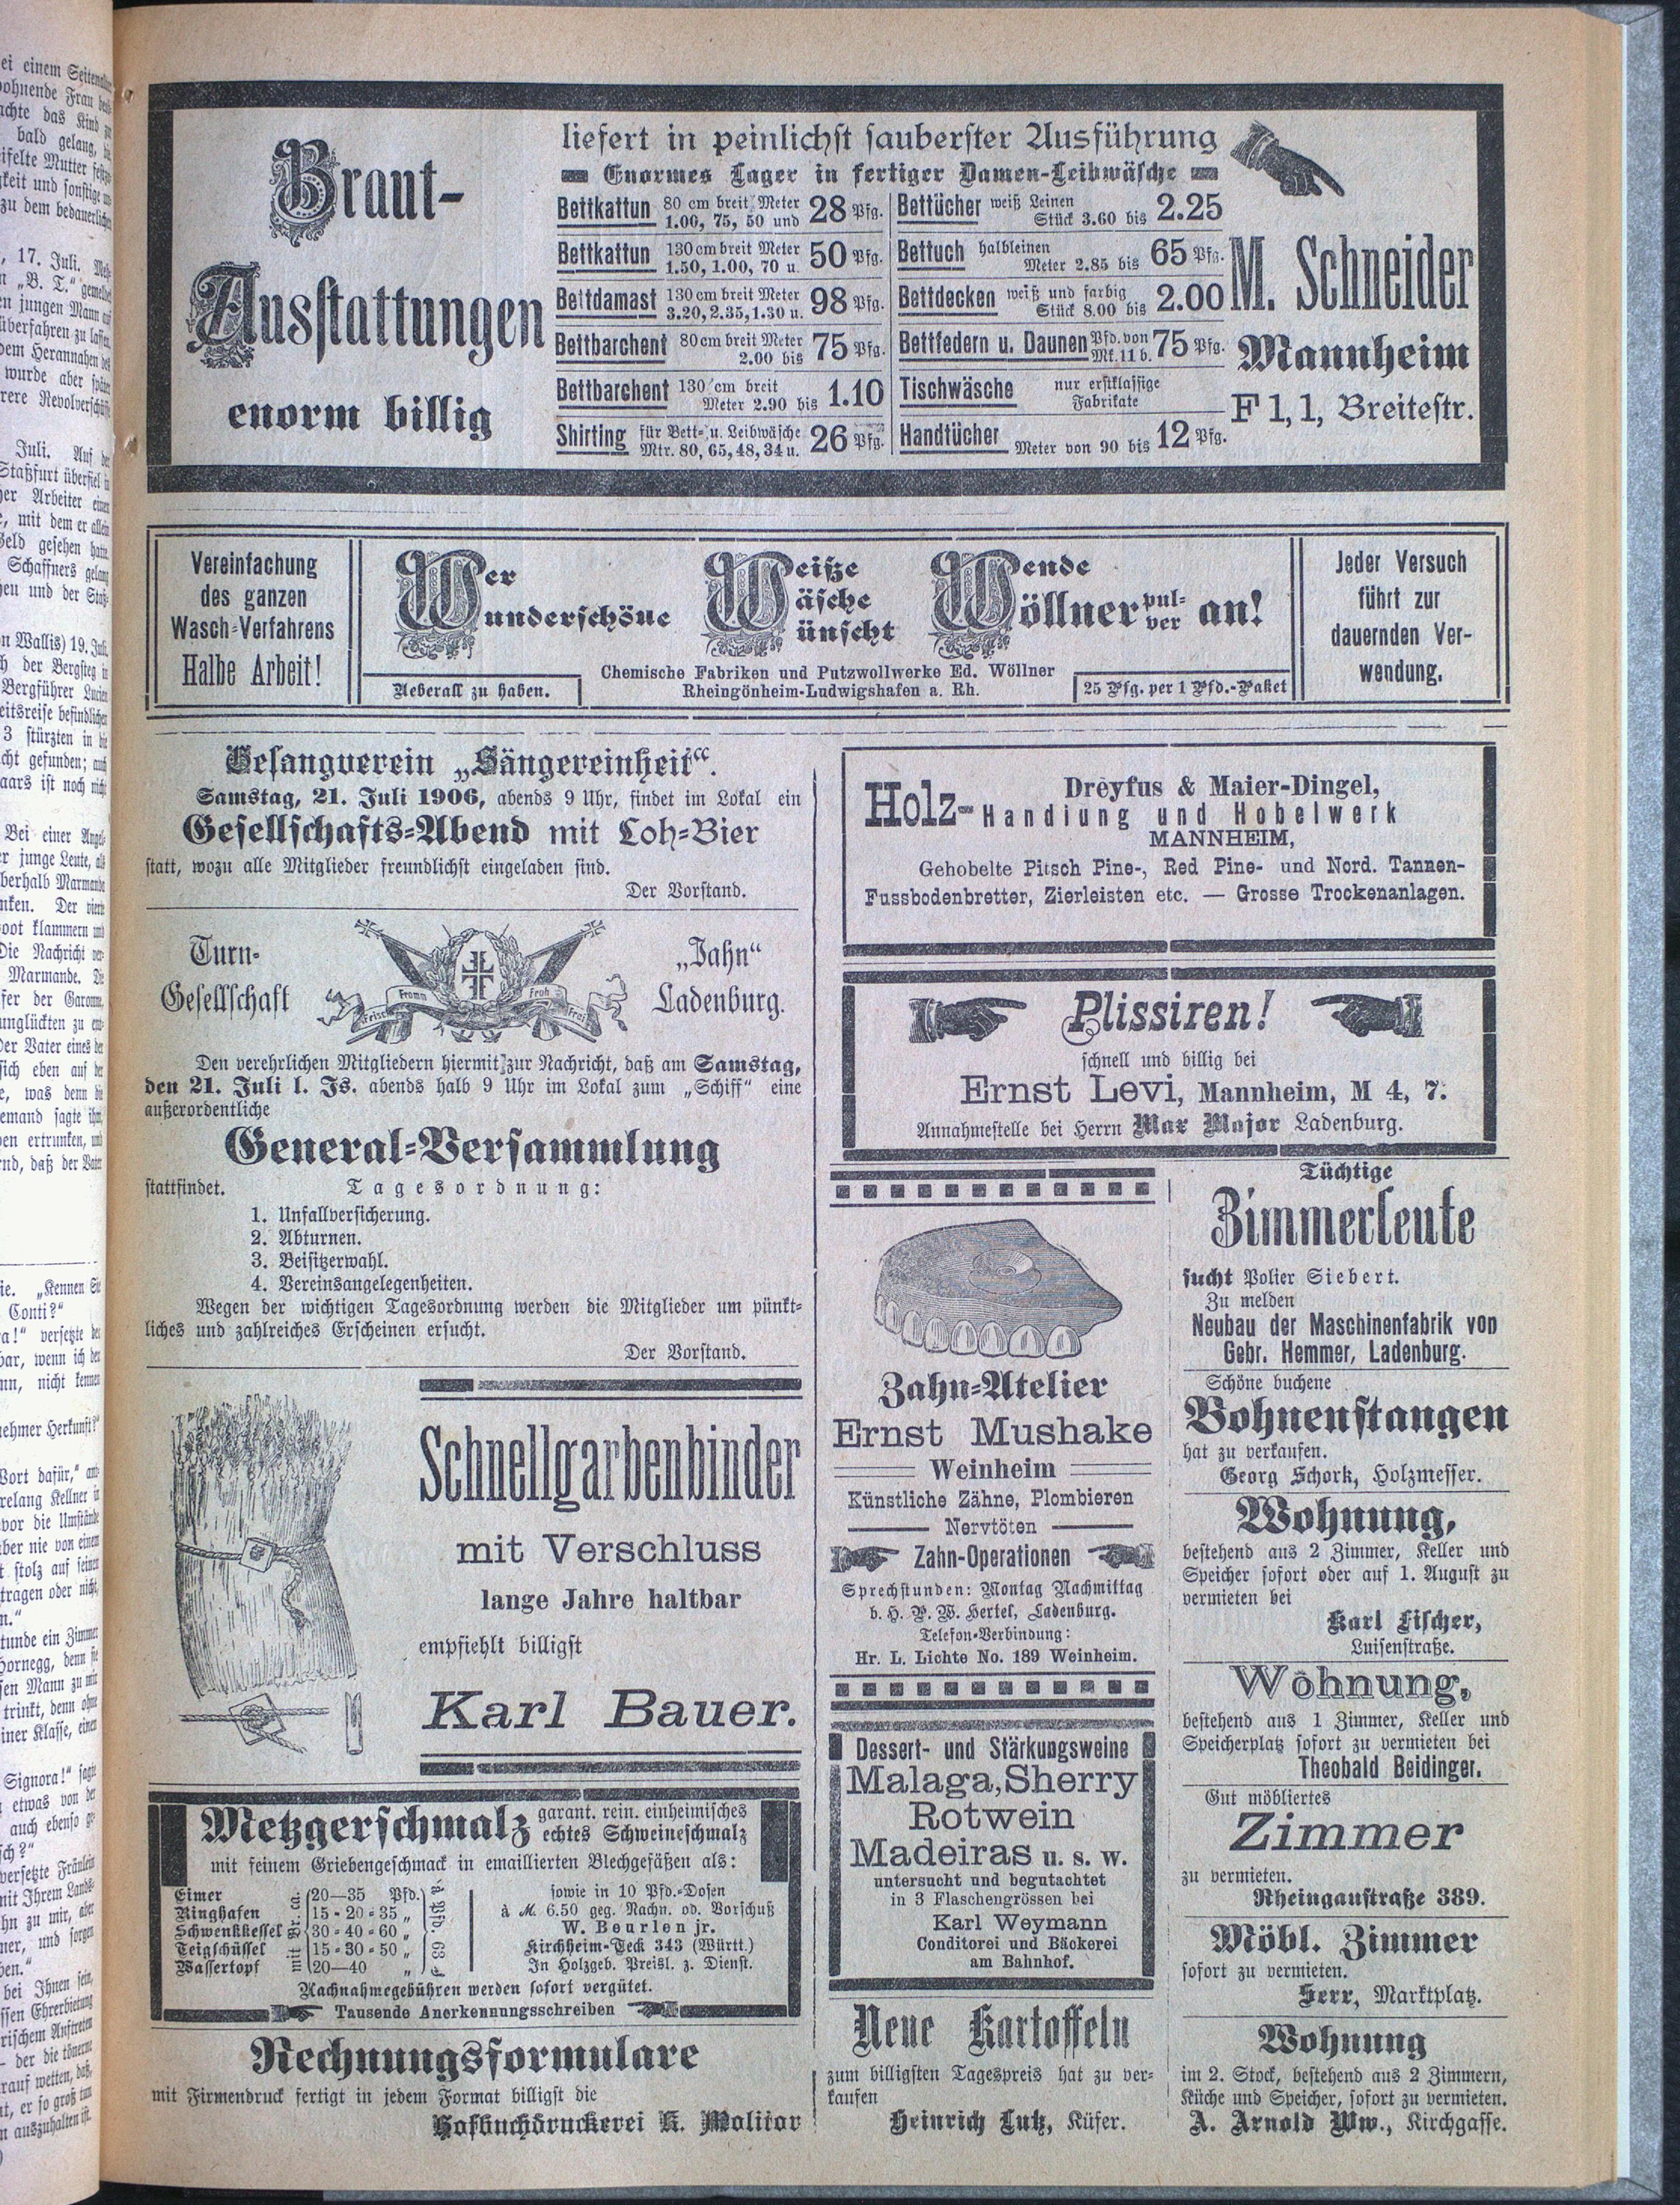 Braut-
Ausstattungen
enorm billig
liefert in peinlichst sauberster Ausführung
Enormes Lager in fertiger Damen-Leibwäsche
Bettkattun 80 cm breit Meter 1.00, 75, 50 und 28 Pfg.
Bettkattun 130 cm breit Meter 1.50, 1.00, 70 u. 50 Pfg.
Bettdamast 130 cm breit Meter 3.20, 2.35, 1.30 u. 98 Pfg.
Bettbarchent 80 cm breit Meter 2.00 bis 75 Pfg.
Bettbarchent 130 cm breit Meter 2.90 bis 1.10
Shirting für Bett- u. Leibwäsche Mtr. 80, 65, 48, 34 u. 26 Pfg.
Bettücher weiß Leinen Stück 3.60 bis 2.25
Bettuch halbleinen Meter 2.85 bis 65 Pfg.
Bettdecken weiß und farbig Stück 8.00 bis 2.00
Bettfedern u. Daunen Pfd. von Mk. 11 b. 75 Pfg.
Tischwäsche nur erstklassige Fabrikate
Handtücher Meter von 90 bis 12 Pfg.
M. Schneider
Mannheim
F 1, 1, Breitestr.
Vereinfachung
des ganzen
Wasch-Verfahrens
Halbe Arbeit!
Wer Weiße Wende
Wunderschöne Wäsche Wünscht Wöllnerpulver an!
Ueberall zu haben.
Chemische Fabriken und Putzwollwerke Ed. Wöllner
Rheingönheim-Ludwigshafen a. Rh.
25 Pfg. per 1 Pfd.-Paket
Jeder Versuch
führt zur
dauernden Ver-
wendung.
Gesangverein „Sängereinheit“.
Samstag, 21. Juli 1906, abends 9 Uhr, findet im Lokal ein
Gesellschafts-Abend mit Loh-Bier
statt, wozu alle Mitglieder freundlichst eingeladen sind.
Der Vorstand.
Turn-
Gesellschaft
Frisch Fromm Froh Frei
„Jahn“
Ladenburg.
Den verehrlichen Mitgliedern hiermit zur Nachricht, daß am Samstag,
den 21. Juli l. Js. abends halb 9 Uhr im Lokal zum „Schiff“ eine
außerordentliche
General-Versammlung
stattfindet. Tagesordnung:
1. Unfallversicherung.
2. Abturnen.
3. Beisitzerwahl.
4. Vereinsangelegenheiten.
Wegen der wichtigen Tagesordnung werden die Mitglieder um pünkt-
liches und zahlreiches Erscheinen ersucht.
Der Vorstand.
Schnellgarbenbinder
mit Verschluss
lange Jahre haltbar
empfiehlt billigst
Karl Bauer.
Metzgerschmalz garant. rein. einheimisches
echtes Schweineschmalz
mit feinem Griebengeschmack in emaillierten Blechgefäßen als:
Eimer 20—35 Pfd.
Ringhafen 15 - 20 - 35 „
Schwenkkessel 30 - 40 - 60 „
Teigschüssel 15 - 30 - 50 „
Wassertopf 20—40 „
mit Br. ca.
sowie in 10 Pfd.-Dosen
à M. 6.50 geg. Nachn. od. Vorschuß
W. Beurlen jr.
Kirchheim-Teck 343 (Württ.)
In Holzgeb. Preisl. z. Dienst.
Nachnahmegebühren werden sofort vergütet.
Tausende Anerkennungsschreiben
Rechnungsformulare
mit Firmendruck fertigt in jedem Format billigst die
Hofbuchdruckerei K. Molitor
Dreyfus & Maier-Dingel,
Holz-Handlung und Hobelwerk
MANNHEIM,
Gehobelte Pitsch Pine-, Red Pine- und Nord. Tannen-
Fussbodenbretter, Zierleisten etc. — Grosse Trockenanlagen.
Plissiren!
schnell und billig bei
Ernst Levi, Mannheim, M 4, 7.
Annahmestelle bei Herrn Max Major Ladenburg.
Zahn-Atelier
Ernst Mushake
Weinheim
Künstliche Zähne, Plombieren
Nervtöten
Zahn-Operationen
Sprechstunden: Montag Nachmittag
b. H. P. W. Hertel, Ladenburg.
Telefon-Verbindung:
Hr. L. Lichte No. 189 Weinheim.
Dessert- und Stärkungsweine
Malaga, Sherry
Rotwein
Madeiras u. s. w.
untersucht und begutachtet
in 3 Flaschengrössen bei
Karl Weymann
Conditorei und Bäckerei
am Bahnhof.
Neue Kartoffeln
zum billigsten Tagespreis hat zu ver-
kaufen
Heinrich Lutz, Küfer.
Tüchtige
Zimmerleute
sucht Polier Siebert.
Zu melden
Neubau der Maschinenfabrik von
Gebr. Hemmer, Ladenburg.
Schöne buchene
Bohnenstangen
hat zu verkaufen.
Georg Schork, Holzmesser.
Wohnung,
bestehend aus 2 Zimmer, Keller und
Speicher sofort oder auf 1. August zu
vermieten bei
Karl Fischer,
Luisenstraße.
Wohnung,
bestehend aus 1 Zimmer, Keller und
Speicherplatz sofort zu vermieten bei
Theobald Beidinger.
Gut möbliertes
Zimmer
zu vermieten.
Rheingaustraße 389.
Möbl. Zimmer
sofort zu vermieten.
Herr, Marktplatz.
Wohnung
im 2. Stock, bestehend aus 2 Zimmern,
Küche und Speicher, sofort zu vermieten.
A. Arnold Ww., Kirchgasse.